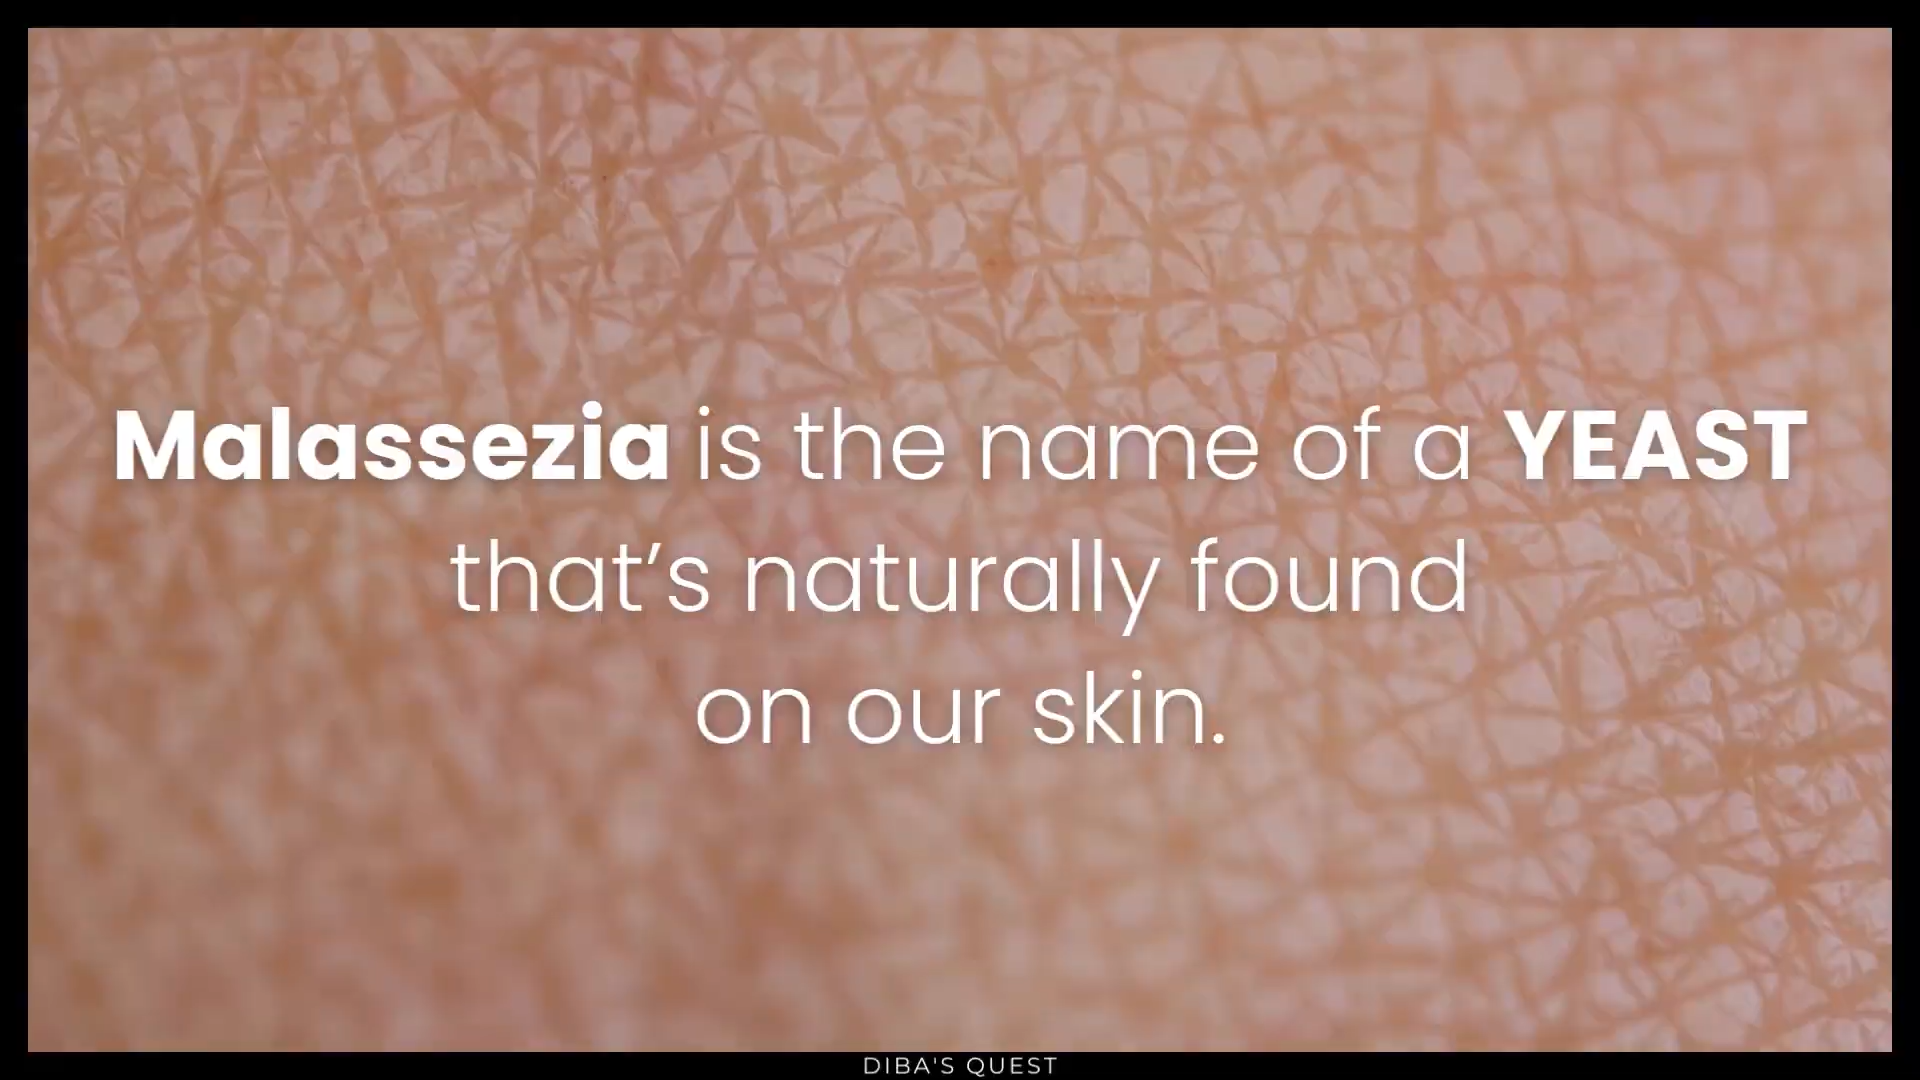 Malassezia is the name of a YEAST
that’s naturally found
on our skin.
DIBA'S QUEST